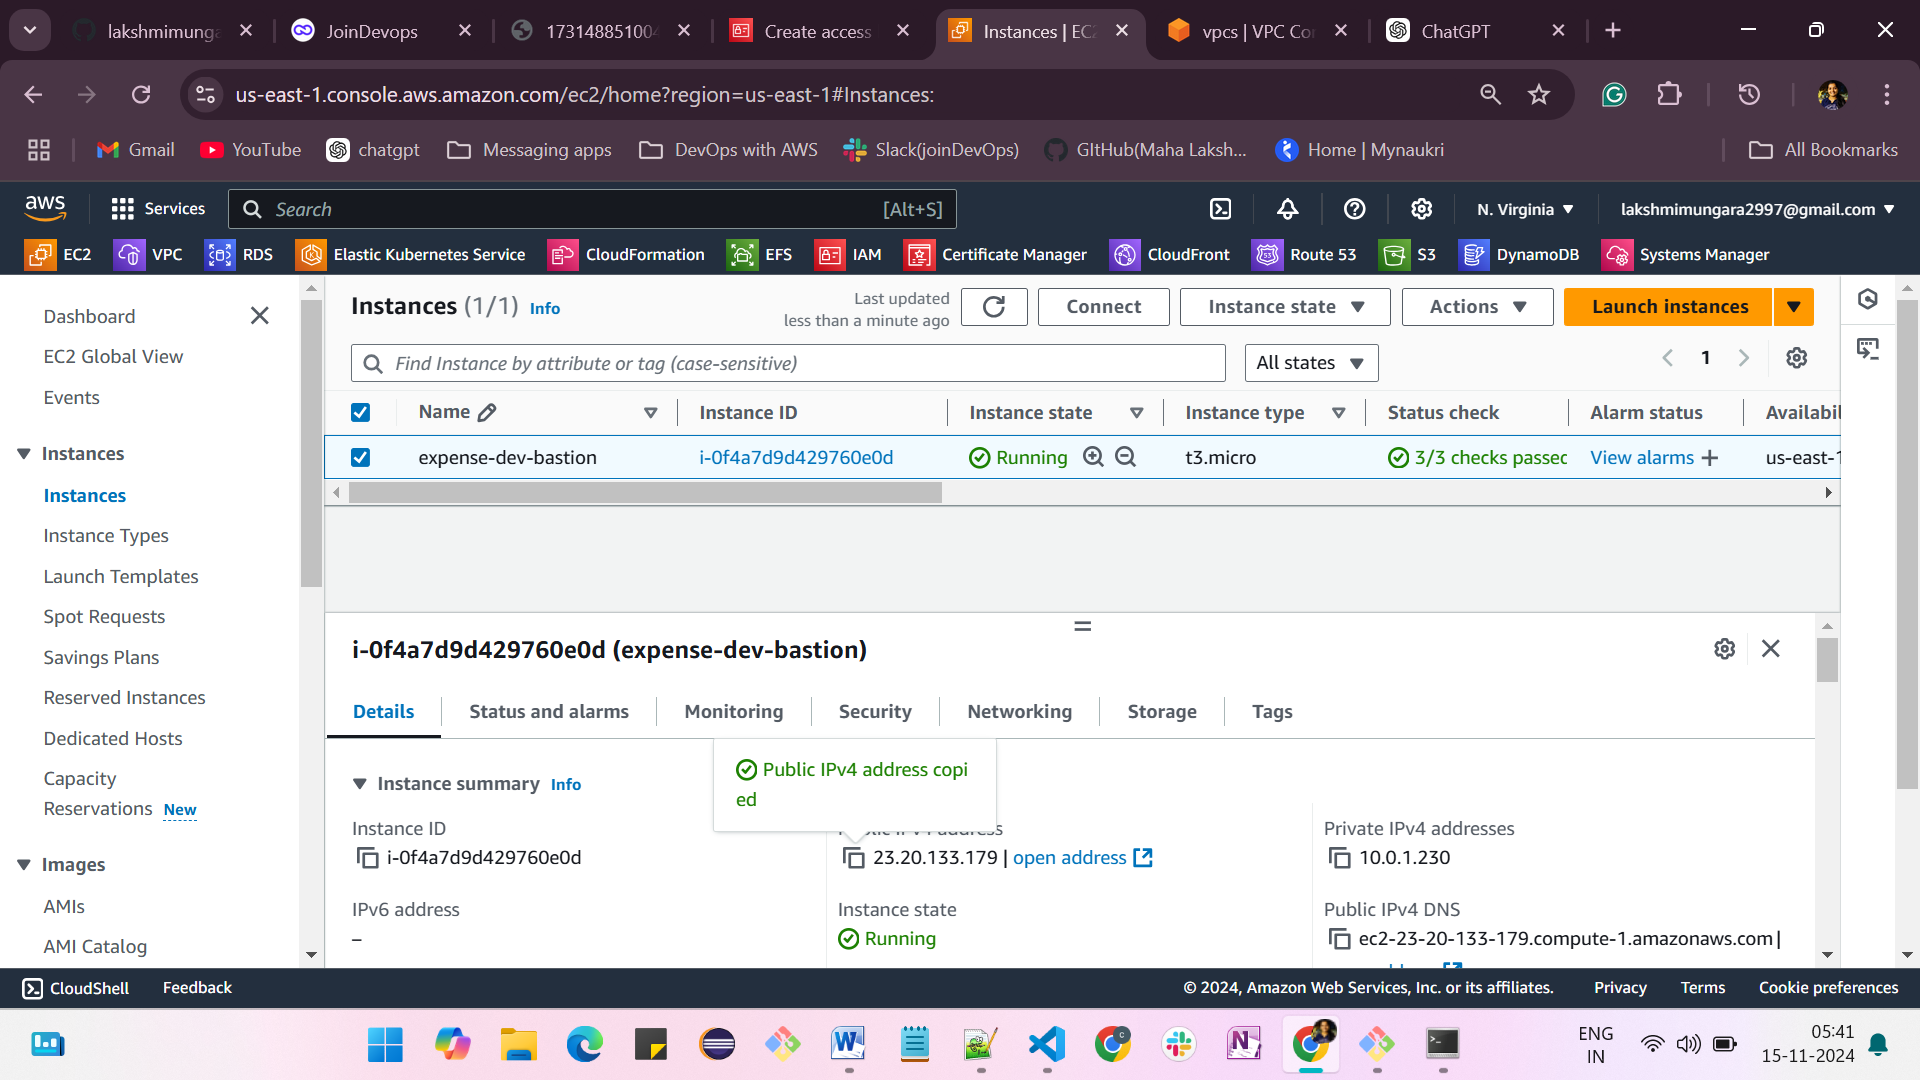 lakshmimunga
JoinDevops
173148851004
Create access
Instances | EC2
vpcs | VPC Con
ChatGPT
us-east-1.console.aws.amazon.com/ec2/home?region=us-east-1#Instances:
Gmail
YouTube
chatgpt
Messaging apps
DevOps with AWS
Slack(joinDevOps)
GItHub(Maha Laksh...
Home | Mynaukri
All Bookmarks
aws
Services
Search
[Alt+S]
N. Virginia
lakshmimungara2997@gmail.com
EC2
VPC
RDS
Elastic Kubernetes Service
CloudFormation
EFS
IAM
Certificate Manager
CloudFront
Route 53
S3
DynamoDB
Systems Manager
Dashboard
EC2 Global View
Events
Instances
Instances
Instance Types
Launch Templates
Spot Requests
Savings Plans
Reserved Instances
Dedicated Hosts
Capacity
Reservations New
Images
AMIs
AMI Catalog
Instances (1/1) Info
Last updated
less than a minute ago
Connect
Instance state
Actions
Launch instances
Find Instance by attribute or tag (case-sensitive)
All states
1
Name
Instance ID
Instance state
Instance type
Status check
Alarm status
Availabil
expense-dev-bastion
i-0f4a7d9d429760e0d
Running
t3.micro
3/3 checks passed
View alarms +
us-east-1
i-0f4a7d9d429760e0d (expense-dev-bastion)
Details
Status and alarms
Monitoring
Security
Networking
Storage
Tags
Public IPv4 address copi
ed
Instance summary Info
Instance ID
i-0f4a7d9d429760e0d
23.20.133.179 | open address
Private IPv4 addresses
10.0.1.230
IPv6 address
–
Instance state
Running
Public IPv4 DNS
ec2-23-20-133-179.compute-1.amazonaws.com |
CloudShell
Feedback
© 2024, Amazon Web Services, Inc. or its affiliates.
Privacy
Terms
Cookie preferences
ENG
IN
05:41
15-11-2024